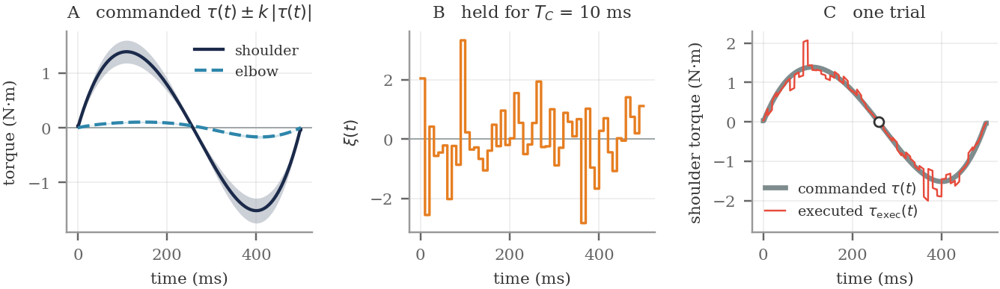 A commanded τ(t) ± k |τ(t)|
torque (N·m)
1
0
−1
shoulder
elbow
0
200
400
time (ms)
B held for T_C = 10 ms
ξ(t)
2
0
−2
0
200
400
time (ms)
C one trial
shoulder torque (N·m)
2
1
0
−1
−2
commanded τ(t)
executed τ_exec(t)
0
200
400
time (ms)